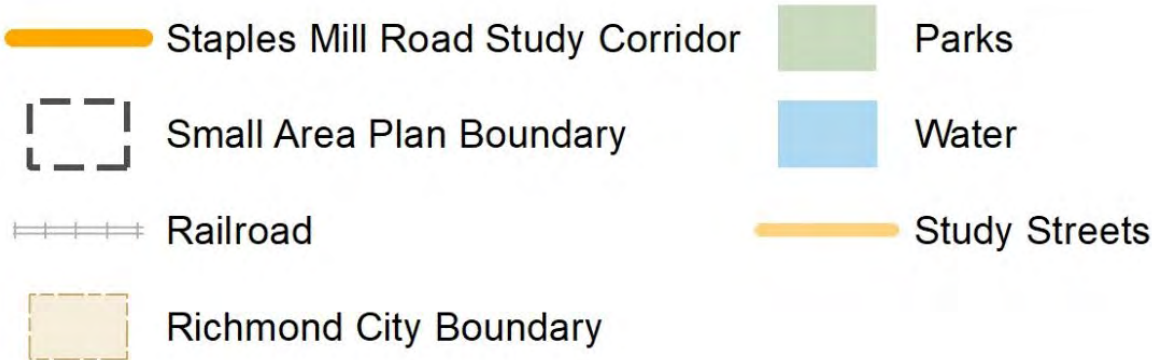 Staples Mill Road Study Corridor
Small Area Plan Boundary
Railroad
Richmond City Boundary
Parks
Water
Study Streets